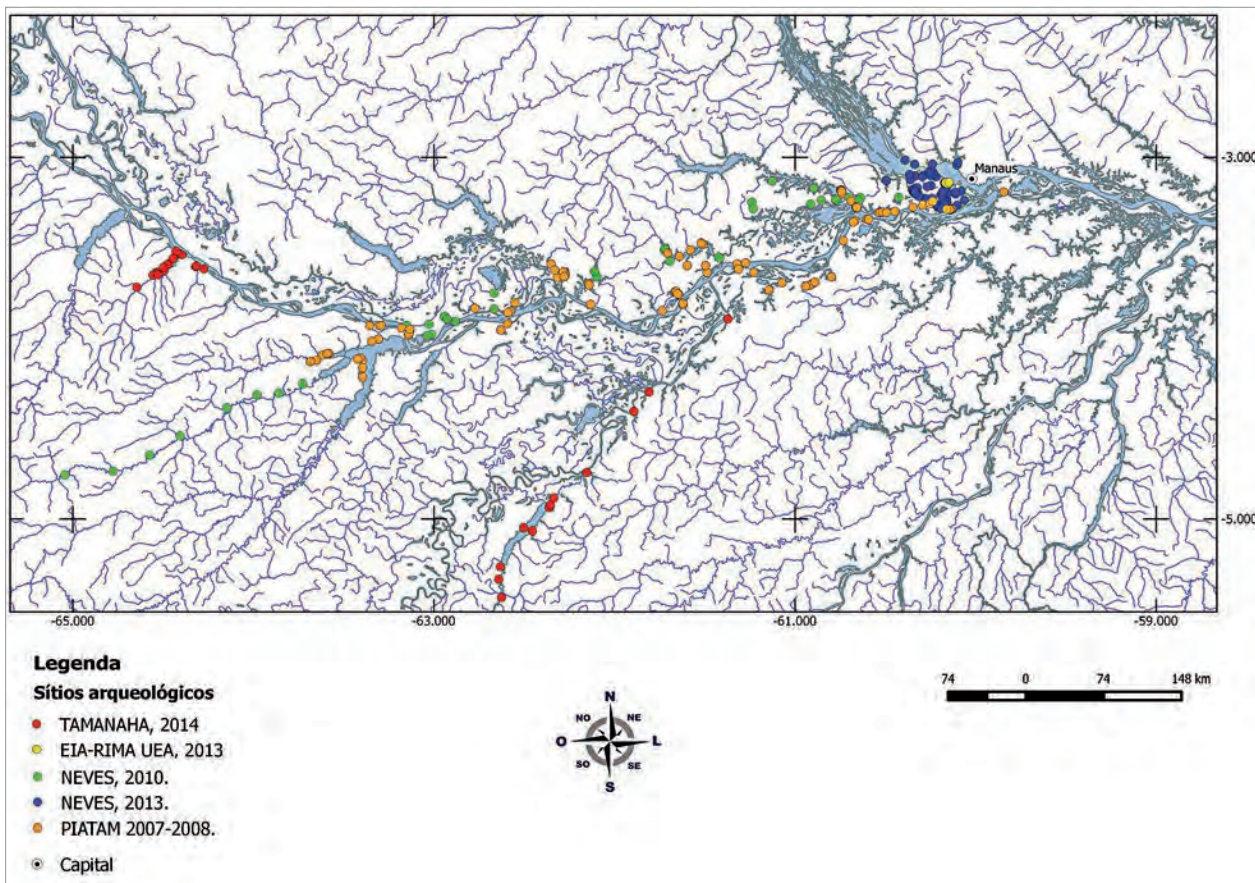 -3.000
Manaus
-5.000
-65.000
-63.000
-61.000
-59.000
Legenda
Sítios arqueológicos
TAMANAHA, 2014
EIA-RIMA UEA, 2013
NEVES, 2010.
NEVES, 2013.
PIATAM 2007-2008.
Capital
N
NO
NE
O
L
SO
SE
S
74
0
74
148 km